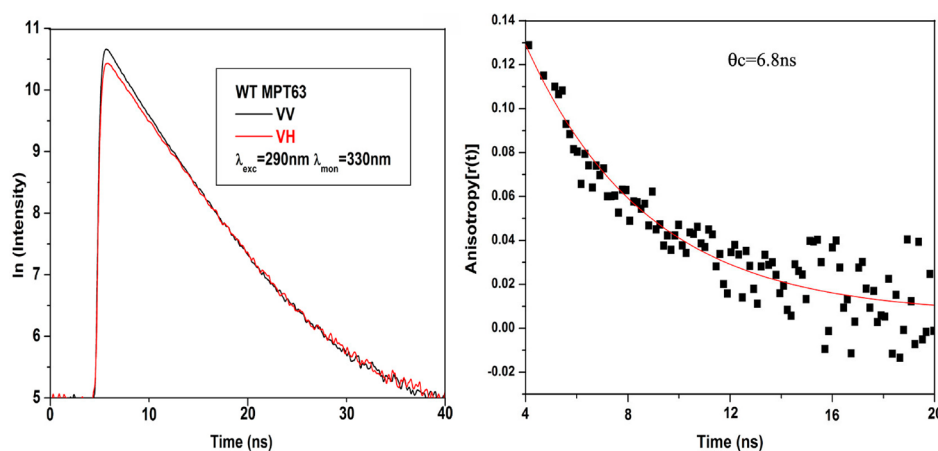 11
10
9
8
7
6
5
0
10
20
30
40
ln (Intensity)
Time (ns)
WT MPT63
VV
VH
λexc=290nm λmon=330nm
0.14
0.12
0.10
0.08
0.06
0.04
0.02
0.00
-0.02
4
8
12
16
20
Anisotropy[r(t)]
Time (ns)
θc=6.8ns